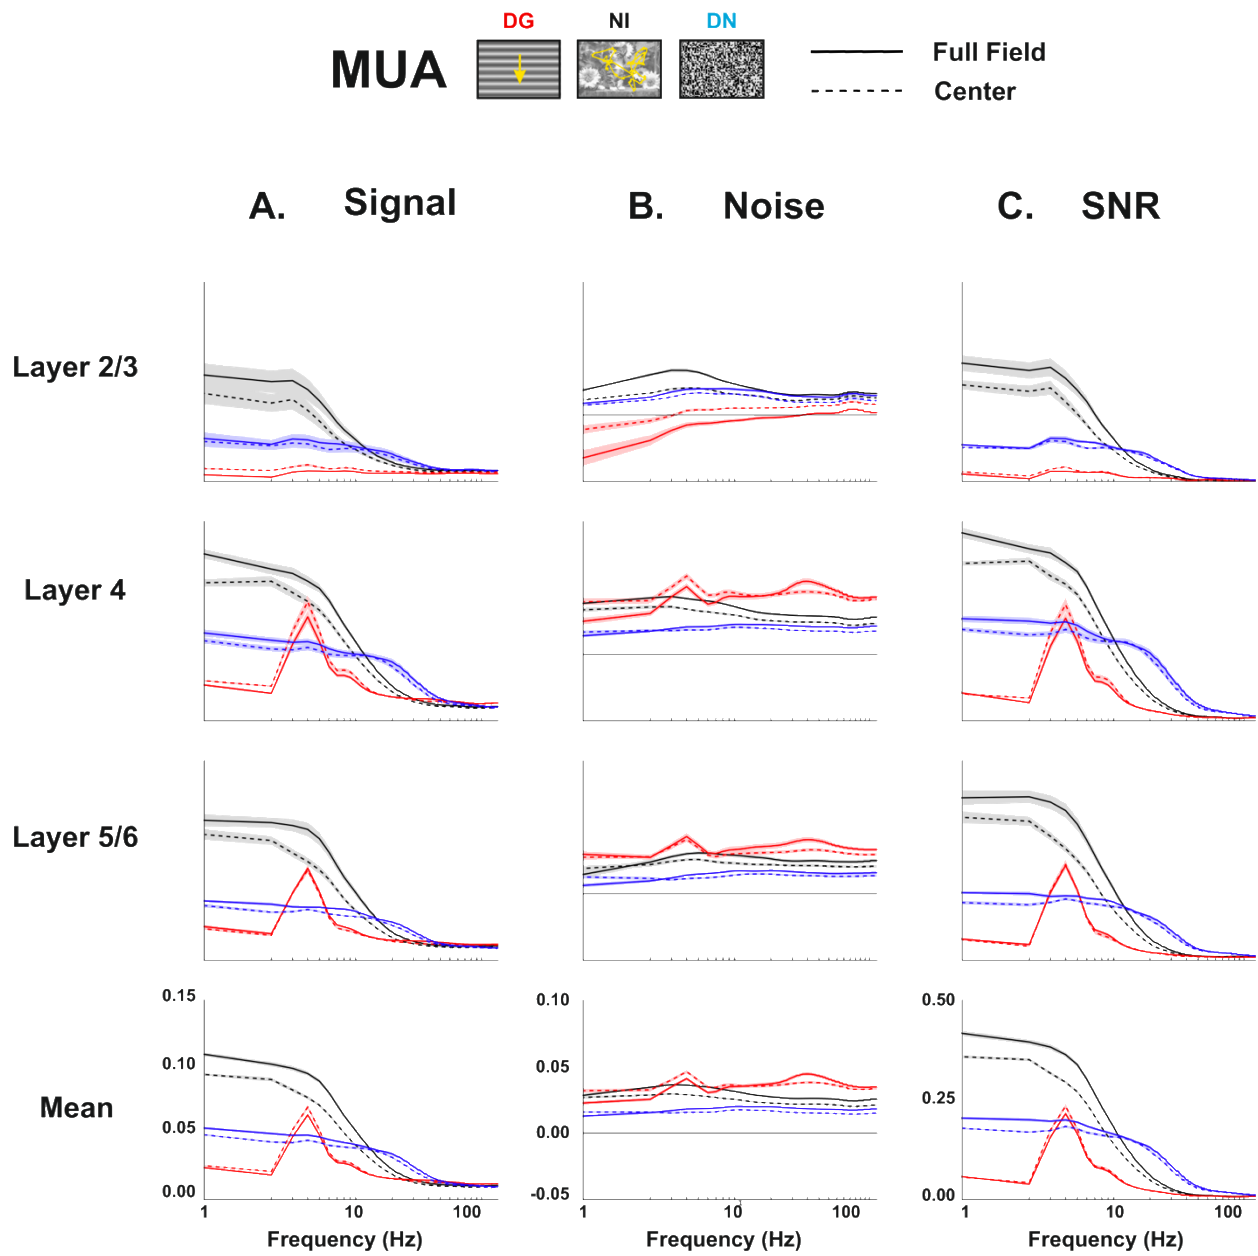 DG NI DN
MUA
Full Field
Center
A. Signal B. Noise C. SNR
Layer 2/3
Layer 4
Layer 5/6
Mean
0.15
0.10
0.05
0.00
0.10
0.05
0.00
-0.05
0.50
0.25
0.00
1 10 100 1 10 100 1 10 100
Frequency (Hz) Frequency (Hz) Frequency (Hz)